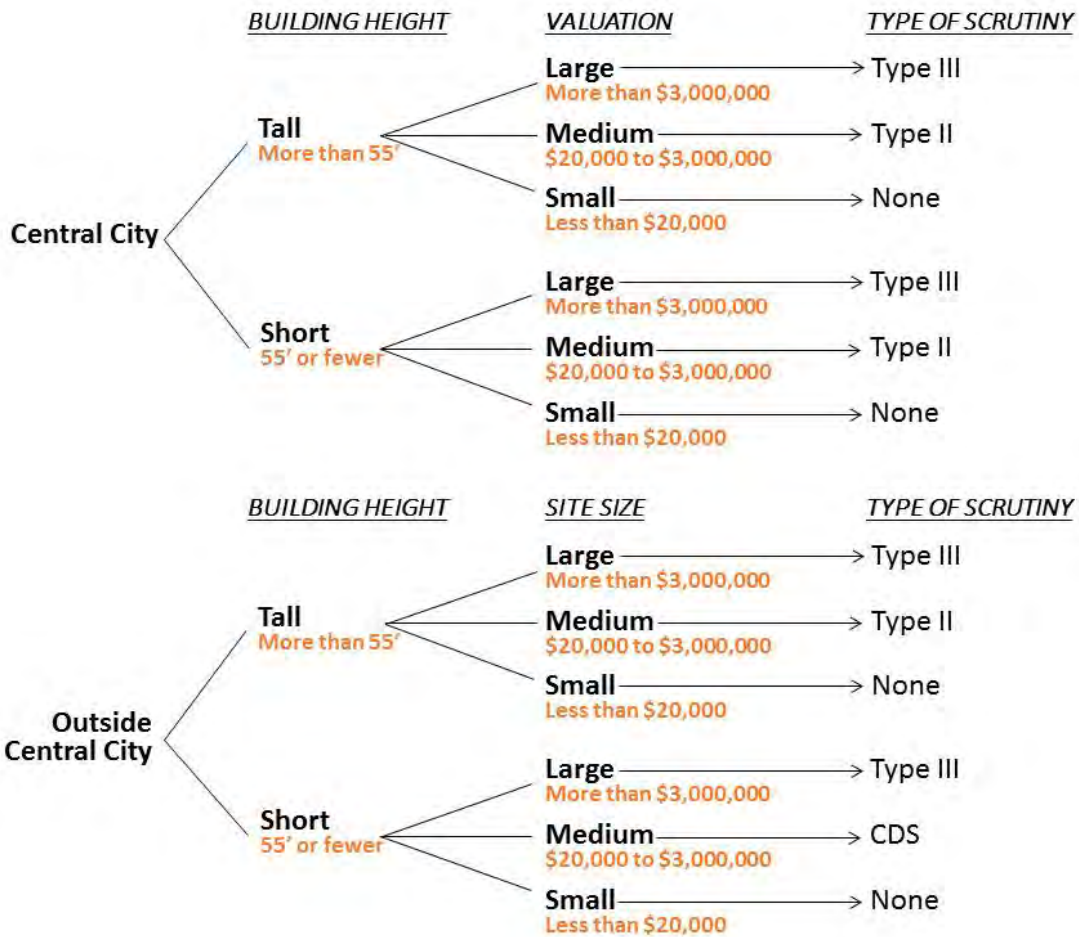 BUILDING HEIGHT VALUATION TYPE OF SCRUTINY
Large Type III
More than $3,000,000
Tall Medium Type II
More than 55' $20,000 to $3,000,000
Small None
Less than $20,000
Central City
Large Type III
More than $3,000,000
Short Medium Type II
55' or fewer $20,000 to $3,000,000
Small None
Less than $20,000
BUILDING HEIGHT SITE SIZE TYPE OF SCRUTINY
Large Type III
More than $3,000,000
Tall Medium Type II
More than 55' $20,000 to $3,000,000
Small None
Less than $20,000
Outside
Central City
Large Type III
More than $3,000,000
Short Medium CDS
55' or fewer $20,000 to $3,000,000
Small None
Less than $20,000